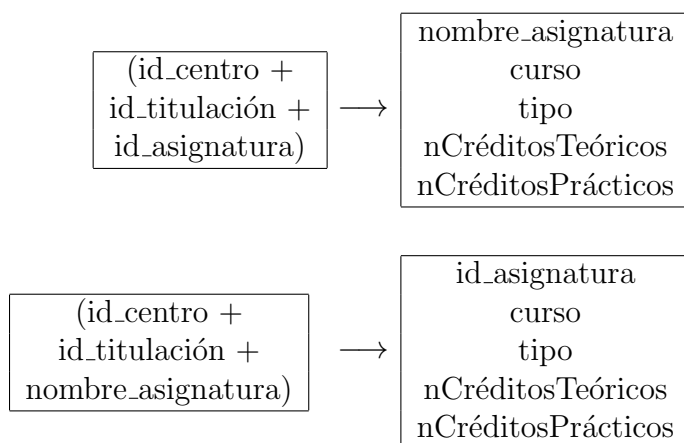 (id_centro +
id_titulación +
id_asignatura)
⟶
nombre_asignatura
curso
tipo
nCréditosTeóricos
nCréditosPrácticos
(id_centro +
id_titulación +
nombre_asignatura)
⟶
id_asignatura
curso
tipo
nCréditosTeóricos
nCréditosPrácticos